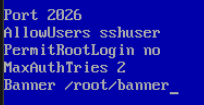 Port 2026
AllowUsers sshuser
PermitRootLogin no
MaxAuthTries 2
Banner /root/banner_